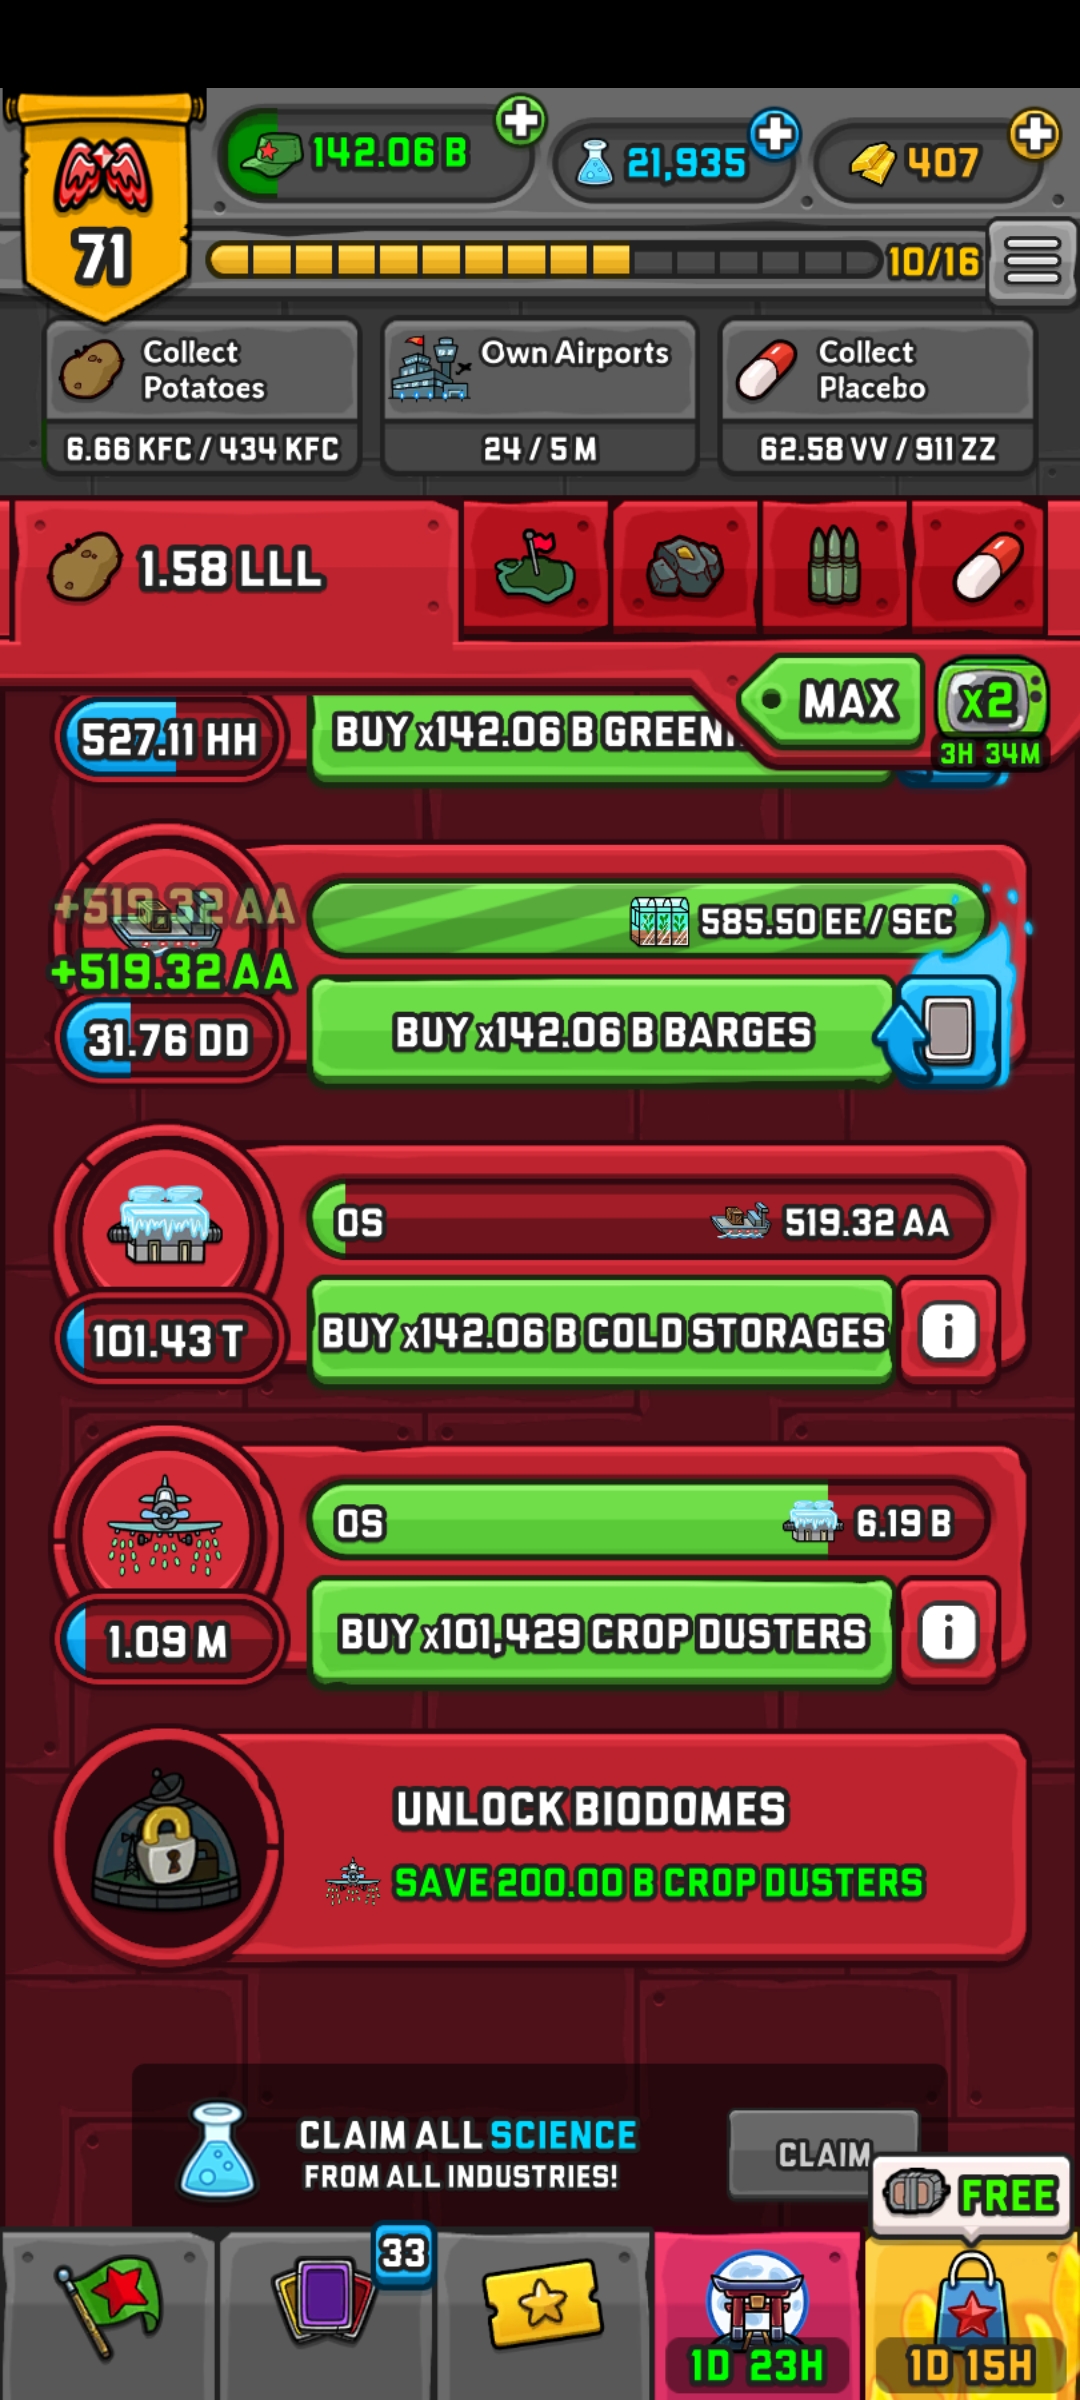 142.06 B
21,935
407
71
10/16
Collect
Potatoes
6.66 KFC / 434 KFC
Own Airports
24 / 5 M
Collect
Placebo
62.58 VV / 911 ZZ
1.58 LLL
MAX
x2
3H 34M
527.11 HH
BUY x142.06 B
+519.32 AA
+519.32 AA
585.50 EE / SEC
31.76 DD
BUY x142.06 B BARGES
0S
519.32 AA
101.43 T
BUY x142.06 B COLD STORAGES
i
0S
6.19 B
1.09 M
BUY x101,429 CROP DUSTERS
i
UNLOCK BIODOMES
SAVE 200.00 B CROP DUSTERS
CLAIM ALL SCIENCE
FROM ALL INDUSTRIES!
CLAIM
FREE
33
1D 23H
1D 15H